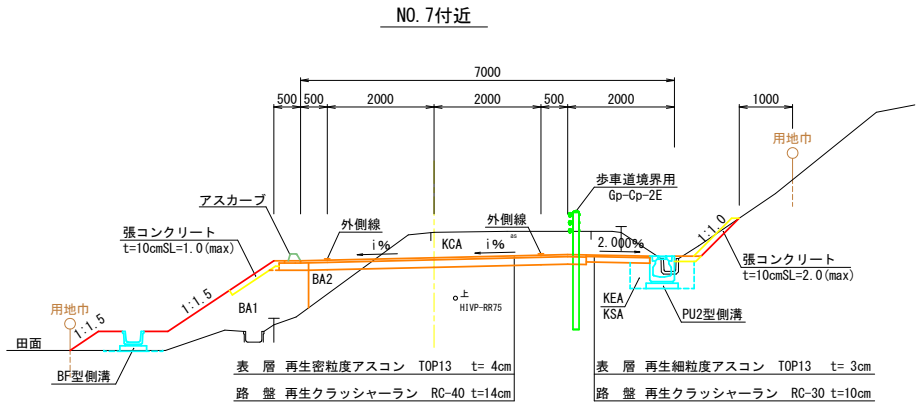 NO.7付近
7000
500 500 2000 2000 500 2000 1000
用地巾
歩車道境界用
Gp-Cp-2E
アスカーブ
外側線
外側線
張コンクリート
t=10cmSL=1.0(max)
i%
KCA
i%
as
2.000%
1:1.0
張コンクリート
t=10cmSL=2.0(max)
1:1.5
BA2
BA1
上
HIVP-RR75
KEA
KSA
PU2型側溝
用地巾
1:1.5
田面
BF型側溝
表 層 再生密粒度アスコン TOP13 t= 4cm
路 盤 再生クラッシャーラン RC-40 t=14cm
表 層 再生細粒度アスコン TOP13 t= 3cm
路 盤 再生クラッシャーラン RC-30 t=10cm